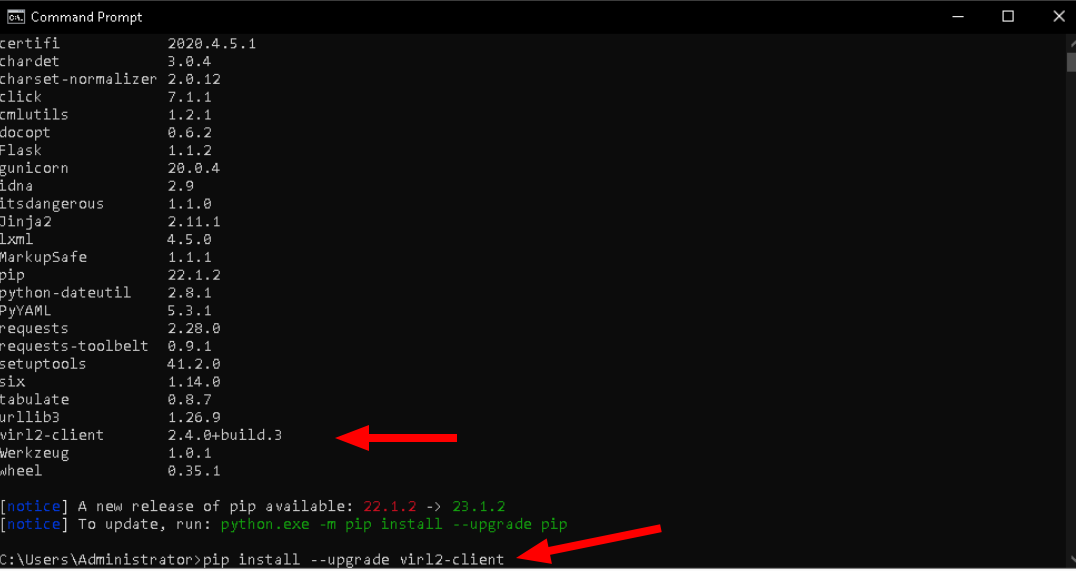 Command Prompt
certifi 2020.4.5.1
chardet 3.0.4
charset-normalizer 2.0.12
click 7.1.1
cmlutils 1.2.1
docopt 0.6.2
Flask 1.1.2
gunicorn 20.0.4
idna 2.9
itsdangerous 1.1.0
Jinja2 2.11.1
lxml 4.5.0
MarkupSafe 1.1.1
pip 22.1.2
python-dateutil 2.8.1
PyYAML 5.3.1
requests 2.28.0
requests-toolbelt 0.9.1
setuptools 41.2.0
six 1.14.0
tabulate 0.8.7
urllib3 1.26.9
virl2-client 2.4.0+build.3
Werkzeug 1.0.1
wheel 0.35.1
[notice] A new release of pip available: 22.1.2 -> 23.1.2
[notice] To update, run: python.exe -m pip install --upgrade pip
C:\Users\Administrator>pip install --upgrade virl2-client